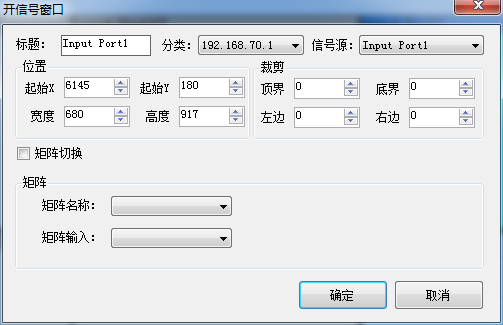 开信号窗口
标题： Input Port1 分类： 192.168.70.1 信号源： Input Port1
位置 裁剪
起始X 6145 起始Y 180 顶界 0 底界 0
宽度 680 高度 917 左边 0 右边 0
矩阵切换
矩阵
矩阵名称：
矩阵输入：
确定 取消